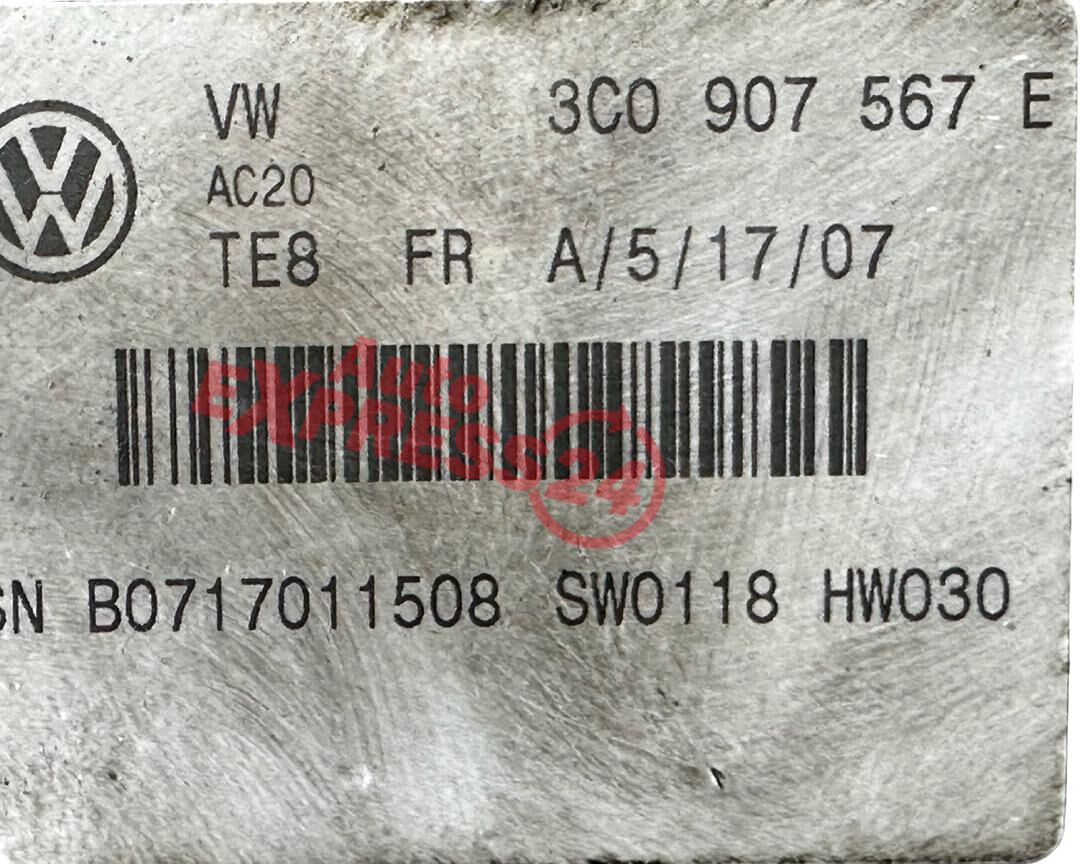 VW 3C0 907 567 E
AC20
TE8 FR A/5/17/07
Auto
EXPRESS24
SN B0717011508 SW0118 HW030